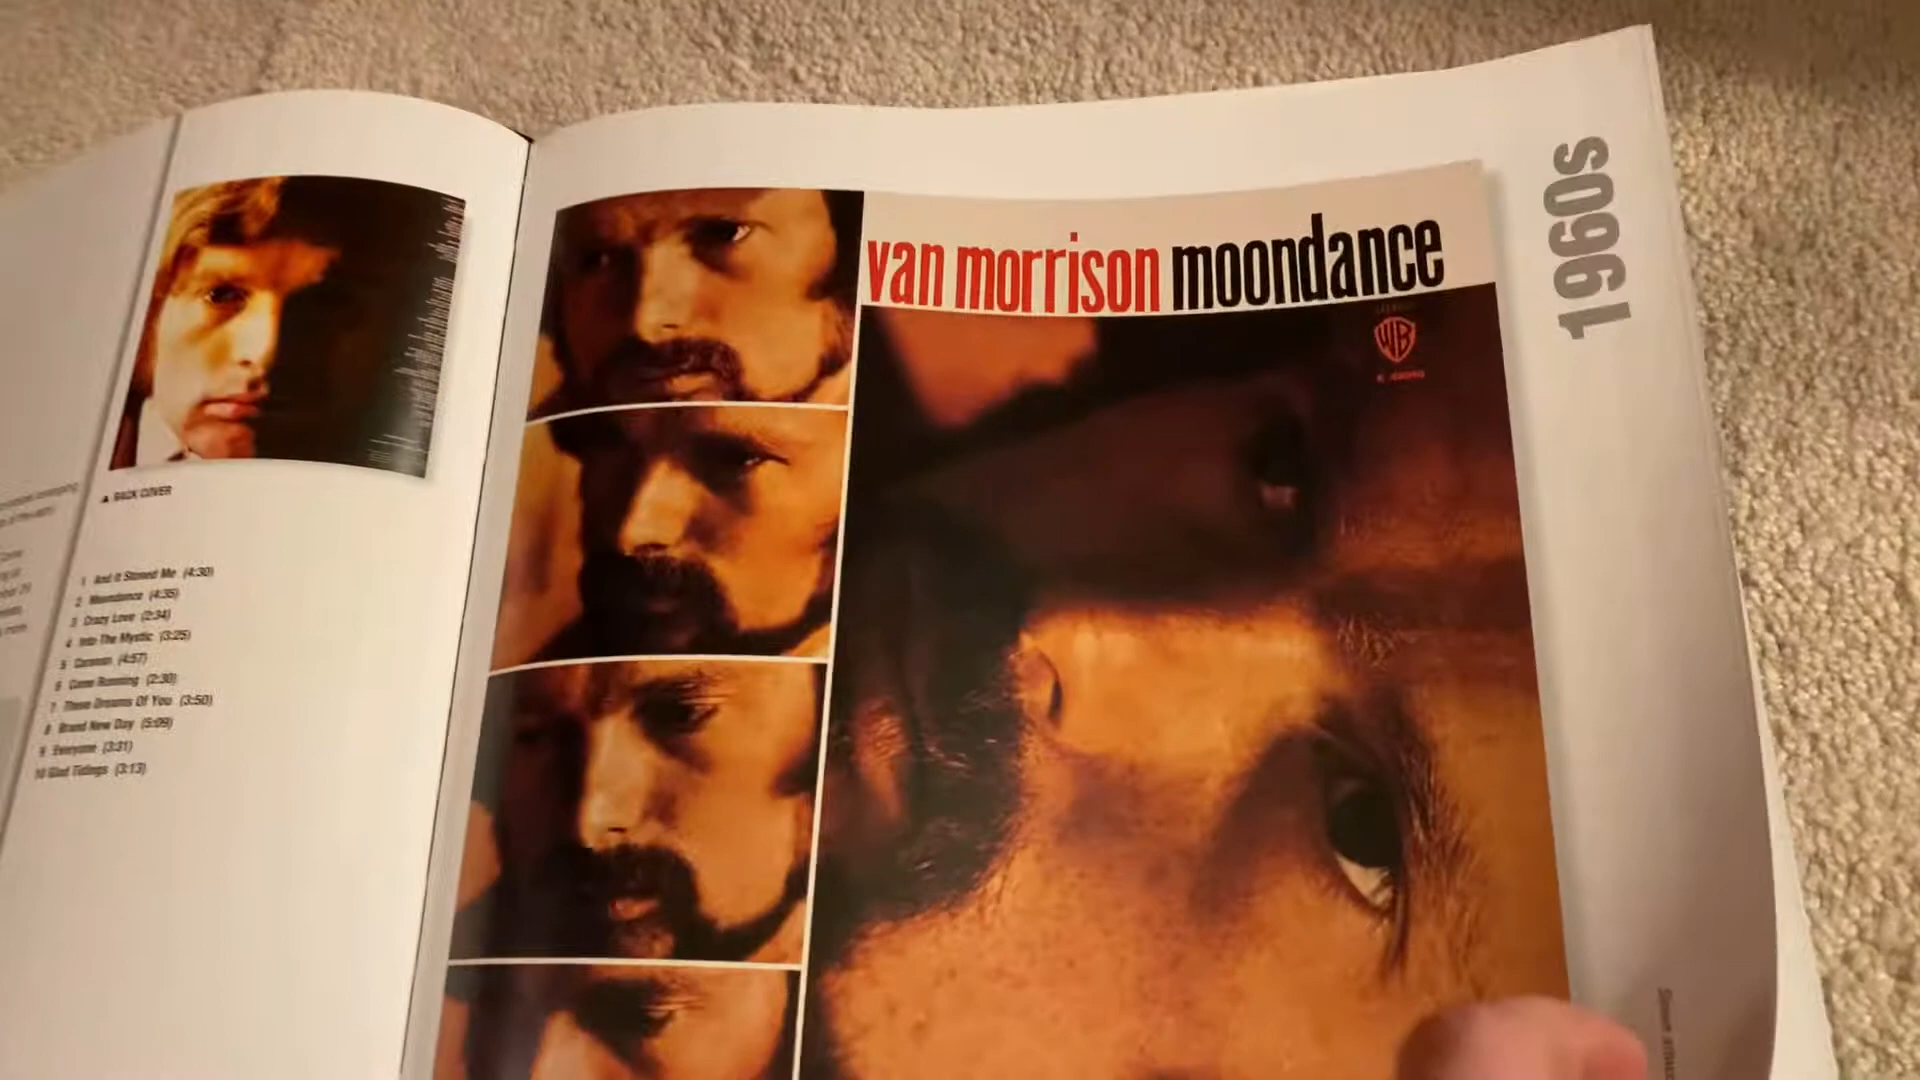 ▲ BACK COVER
1 And It Stoned Me (4:30)
2 Moondance (4:35)
3 Crazy Love (2:34)
4 Into The Mystic (3:25)
5 Caravan (4:57)
6 Come Running (2:30)
7 These Dreams Of You (3:50)
8 Brand New Day (5:09)
9 Everyone (3:31)
10 Glad Tidings (3:13)
van morrison moondance
WB
1960s